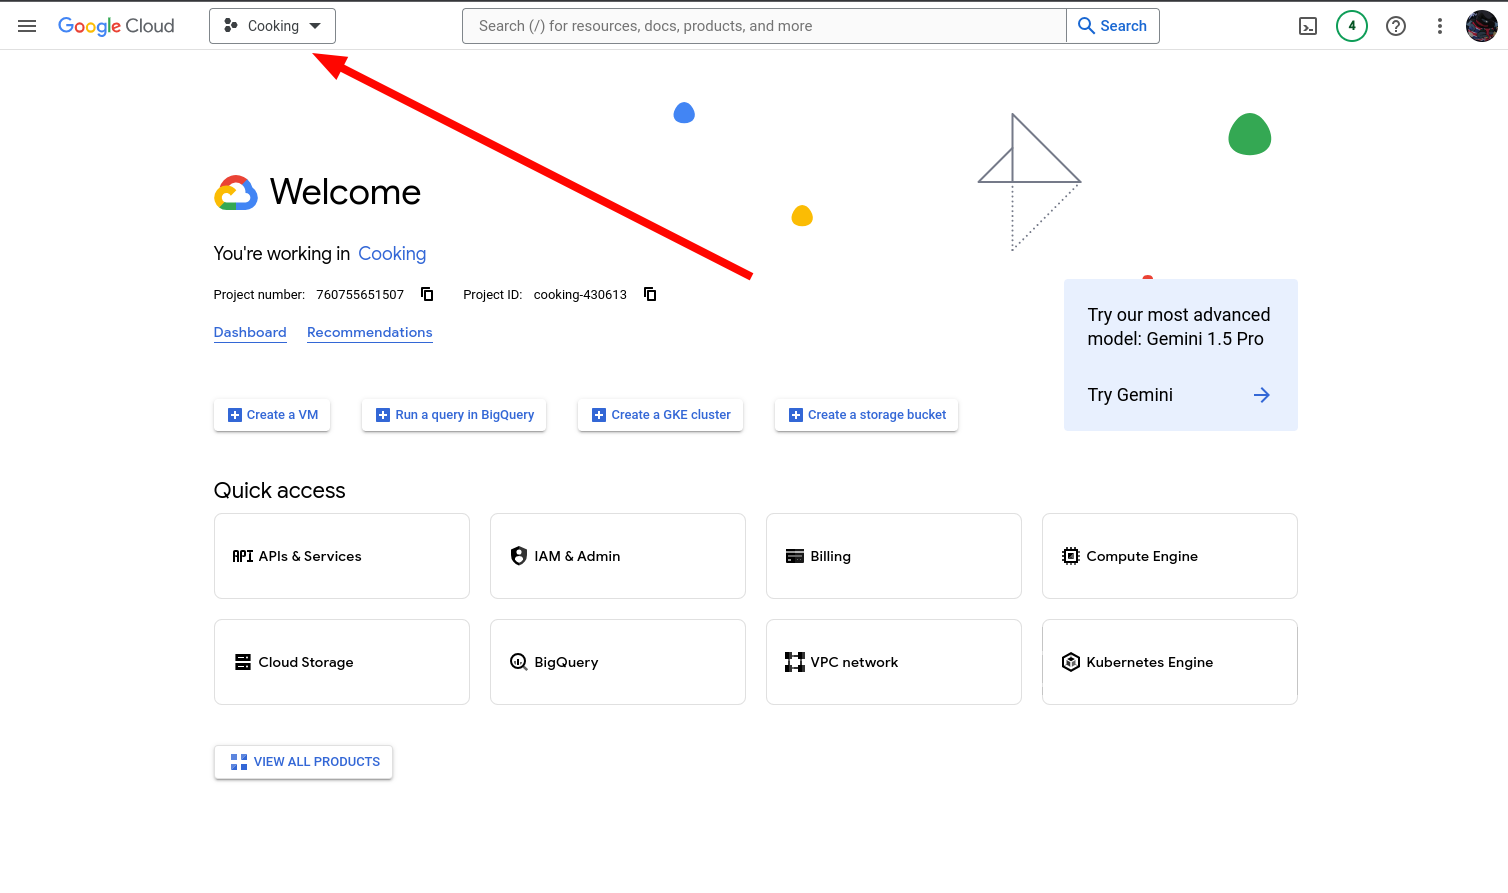 Google Cloud
Cooking
Search (/) for resources, docs, products, and more
Search
4
Welcome
You're working in Cooking
Project number: 760755651507 Project ID: cooking-430613
Dashboard Recommendations
Try our most advanced
model: Gemini 1.5 Pro
Try Gemini
Create a VM
Run a query in BigQuery
Create a GKE cluster
Create a storage bucket
Quick access
API APIs & Services
IAM & Admin
Billing
Compute Engine
Cloud Storage
BigQuery
VPC network
Kubernetes Engine
VIEW ALL PRODUCTS